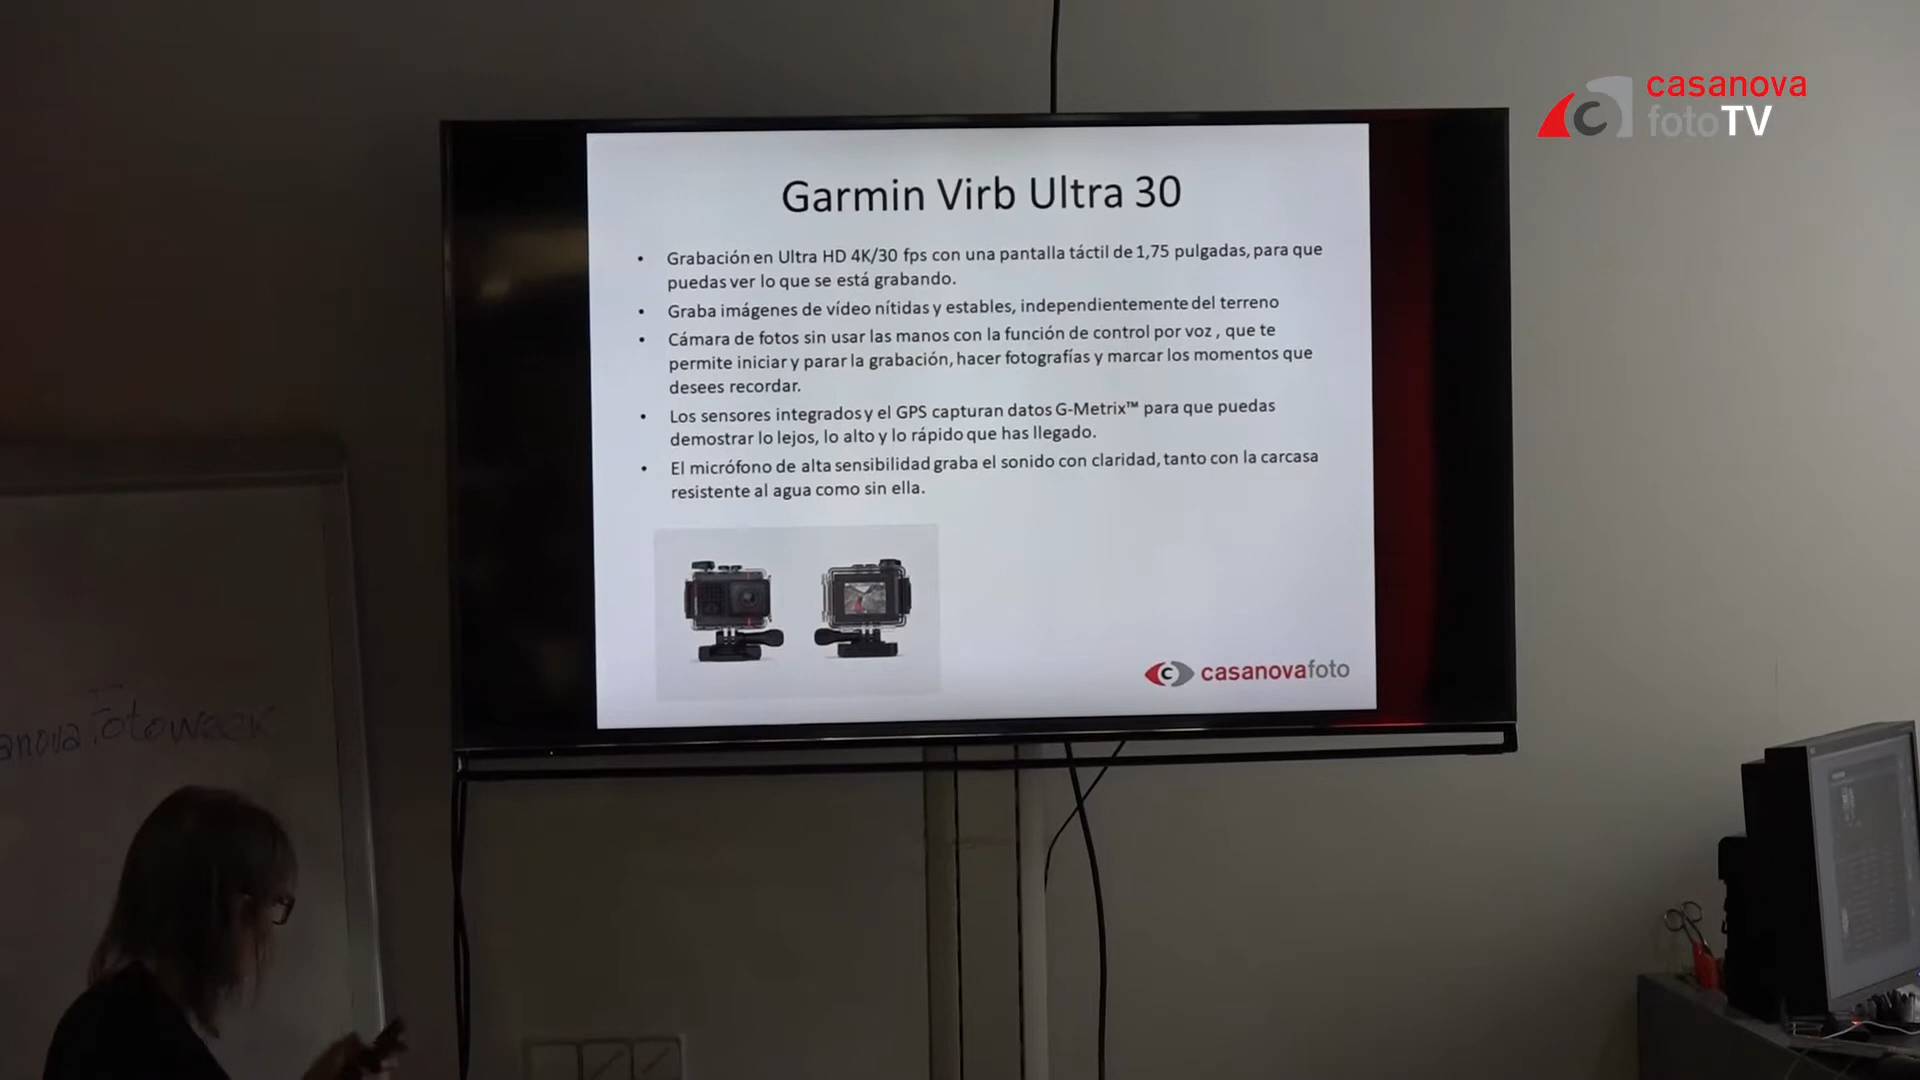 casanova
fotoTV
Garmin Virb Ultra 30
• Grabación en Ultra HD 4K/30 fps con una pantalla táctil de 1,75 pulgadas, para que
puedas ver lo que se está grabando.
• Graba imágenes de vídeo nítidas y estables, independientemente del terreno
• Cámara de fotos sin usar las manos con la función de control por voz , que te
permite iniciar y parar la grabación, hacer fotografías y marcar los momentos que
desees recordar.
• Los sensores integrados y el GPS capturan datos G-Metrix™ para que puedas
demostrar lo lejos, lo alto y lo rápido que has llegado.
• El micrófono de alta sensibilidad graba el sonido con claridad, tanto con la carcasa
resistente al agua como sin ella.
casanovafoto
anova Fotoweek